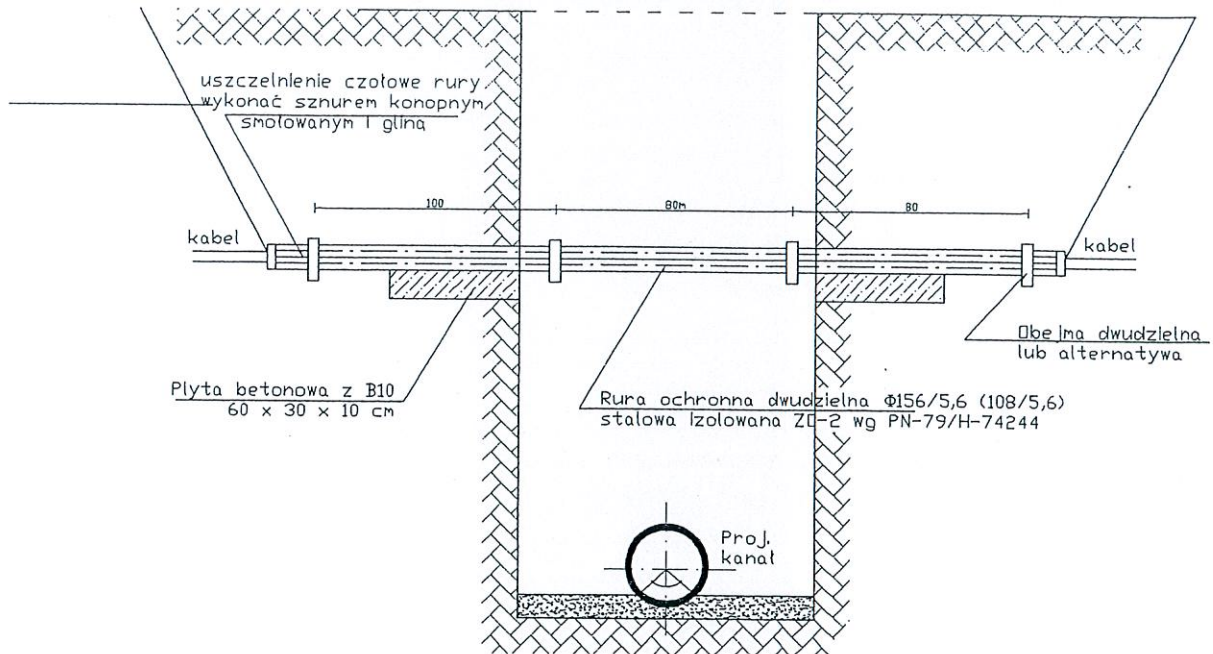 uszczelnienie czołowe rury
wykonać sznurem konopnym
smołowanym i gliną
100
80m
80
kabel
kabel
Obejma dwudzielna
lub alternatywa
Płyta betonowa z B10
60 x 30 x 10 cm
Rura ochronna dwudzielna Φ156/5,6 (108/5,6)
stalowa izolowana ZO-2 wg PN-79/H-74244
Proj.
kanał